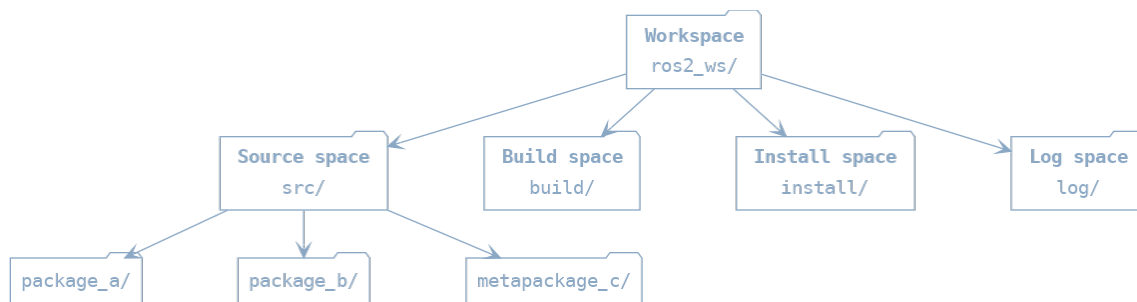 Workspace
ros2_ws/
Source space
src/
Build space
build/
Install space
install/
Log space
log/
package_a/
package_b/
metapackage_c/